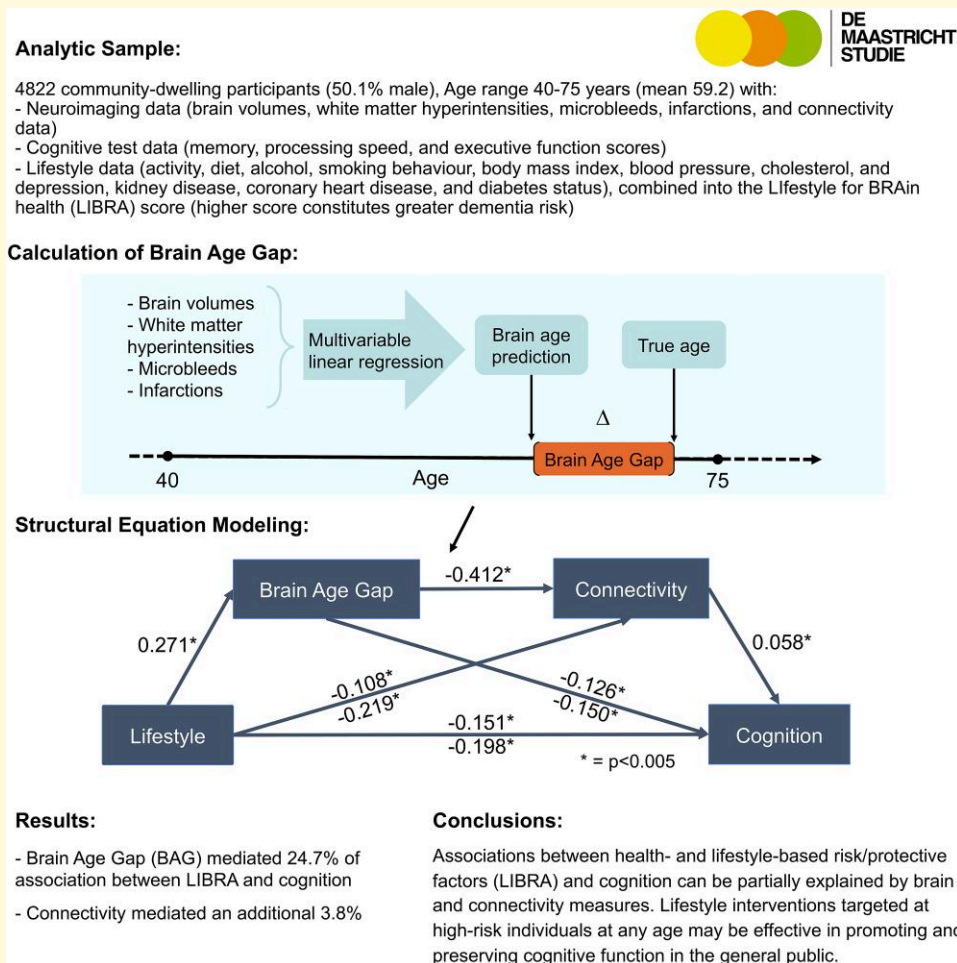 DE
MAASTRICHT
STUDIE
Analytic Sample:
4822 community-dwelling participants (50.1% male), Age range 40-75 years (mean 59.2) with:
- Neuroimaging data (brain volumes, white matter hyperintensities, microbleeds, infarctions, and connectivity
data)
- Cognitive test data (memory, processing speed, and executive function scores)
- Lifestyle data (activity, diet, alcohol, smoking behaviour, body mass index, blood pressure, cholesterol, and
depression, kidney disease, coronary heart disease, and diabetes status), combined into the LIfestyle for BRAin
health (LIBRA) score (higher score constitutes greater dementia risk)
Calculation of Brain Age Gap:
- Brain volumes
- White matter
hyperintensities
- Microbleeds
- Infarctions
Multivariable
linear regression
Brain age
prediction
True age
Δ
Brain Age Gap
40
Age
75
Structural Equation Modeling:
Brain Age Gap
-0.412*
Connectivity
0.271*
0.058*
-0.108*
-0.219*
-0.126*
-0.150*
Lifestyle
-0.151*
-0.198*
Cognition
* = p<0.005
Results:
- Brain Age Gap (BAG) mediated 24.7% of
association between LIBRA and cognition
- Connectivity mediated an additional 3.8%
Conclusions:
Associations between health- and lifestyle-based risk/protective
factors (LIBRA) and cognition can be partially explained by brain
and connectivity measures. Lifestyle interventions targeted at
high-risk individuals at any age may be effective in promoting and
preserving cognitive function in the general public.